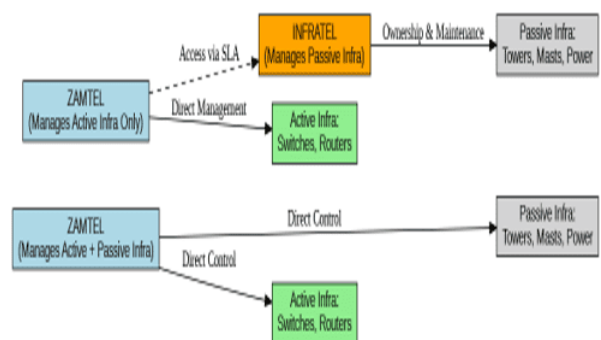 INFRATEL
(Manages Passive Infra)
Ownership & Maintenance
Passive Infra:
Towers, Masts, Power
Access via SLA
ZAMTEL
(Manages Active Infra Only)
Direct Management
Active Infra:
Switches, Routers
ZAMTEL
(Manages Active + Passive Infra)
Direct Control
Passive Infra:
Towers, Masts, Power
Direct Control
Active Infra:
Switches, Routers